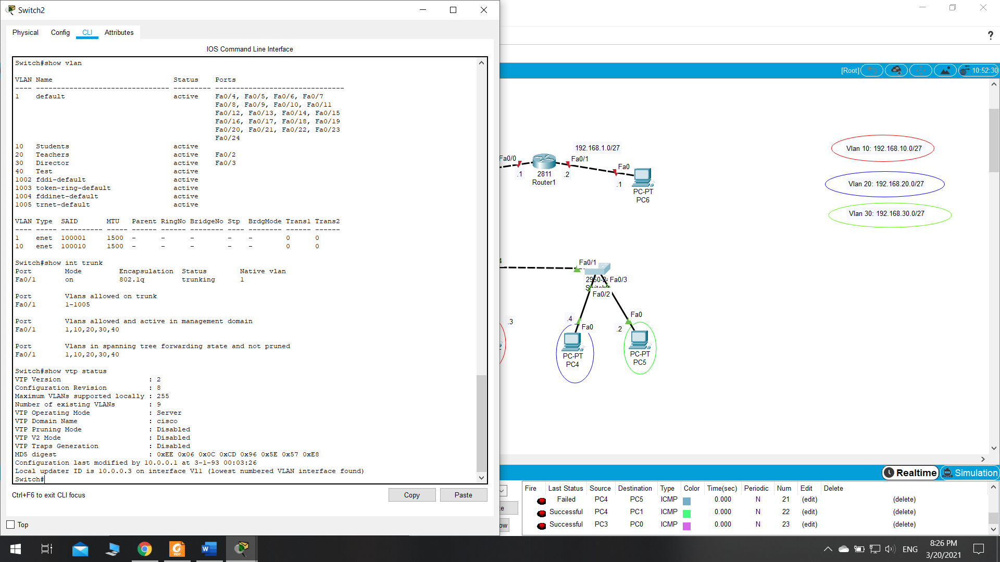 Switch2
Physical Config CLI Attributes
IOS Command Line Interface
Switch#show vlan
VLAN Name Status Ports
---- -------------------------------- --------- -------------------------------
1 default active Fa0/4, Fa0/5, Fa0/6, Fa0/7
Fa0/8, Fa0/9, Fa0/10, Fa0/11
Fa0/12, Fa0/13, Fa0/14, Fa0/15
Fa0/16, Fa0/17, Fa0/18, Fa0/19
Fa0/20, Fa0/21, Fa0/22, Fa0/23
Fa0/24
10 Students active
20 Teachers active Fa0/2
30 Director active Fa0/3
40 Test active
1002 fddi-default active
1003 token-ring-default active
1004 fddinet-default active
1005 trnet-default active
VLAN Type SAID MTU Parent RingNo BridgeNo Stp BrdgMode Trans1 Trans2
---- ----- ---------- ----- ------ ------ -------- ---- -------- ------ ------
1 enet 100001 1500 - - - - - 0 0
10 enet 100010 1500 - - - - - 0 0
Switch#show int trunk
Port Mode Encapsulation Status Native vlan
Fa0/1 on 802.1q trunking 1
Port Vlans allowed on trunk
Fa0/1 1-1005
Port Vlans allowed and active in management domain
Fa0/1 1,10,20,30,40
Port Vlans in spanning tree forwarding state and not pruned
Fa0/1 1,10,20,30,40
Switch#show vtp status
VTP Version : 2
Configuration Revision : 8
Maximum VLANs supported locally : 255
Number of existing VLANs : 9
VTP Operating Mode : Server
VTP Domain Name : cisco
VTP Pruning Mode : Disabled
VTP V2 Mode : Disabled
VTP Traps Generation : Disabled
MD5 digest : 0xEE 0x06 0x0C 0xCD 0x96 0x5E 0x57 0xE8
Configuration last modified by 10.0.0.1 at 3-1-93 00:03:26
Local updater ID is 10.0.0.3 on interface Vl1 (lowest numbered VLAN interface found)
Switch#
Ctrl+F6 to exit CLI focus
Copy Paste
Top
?
[Root] 10:52:30
192.168.1.0/27
Fa0/0 Fa0/1 Fa0
.1 2811 .2 .1
Router1
PC-PT
PC6
Vlan 10: 192.168.10.0/27
Vlan 20: 192.168.20.0/27
Vlan 30: 192.168.30.0/27
Fa0/1
Fa0/3
Fa0/2
.3 .4 Fa0 .2 Fa0
PC-PT
PC4
PC-PT
PC5
Realtime Simulation
Fire Last Status Source Destination Type Color Time(sec) Periodic Num Edit Delete
Failed PC4 PC5 ICMP 0.000 N 21 (edit) (delete)
Successful PC4 PC1 ICMP 0.000 N 22 (edit) (delete)
Successful PC3 PC0 ICMP 0.000 N 23 (edit) (delete)
PDF
W
ENG
8:26 PM
3/20/2021